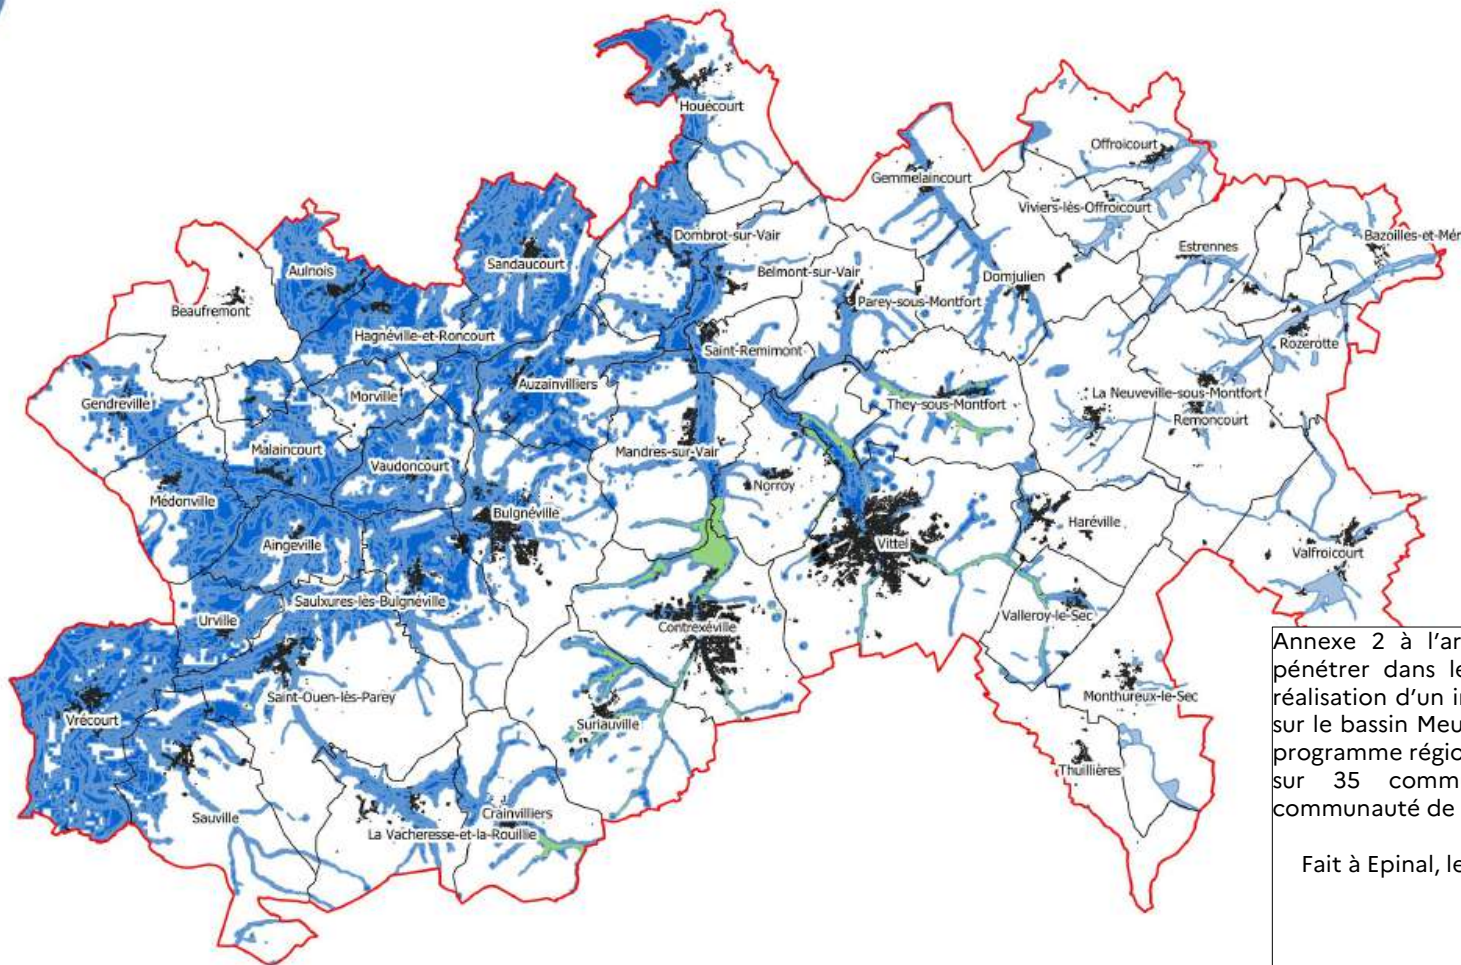 Houécourt
Offroicourt
Gemmelaincourt
Viviers-lès-Offroicourt
Dombrot-sur-Vair
Bazoilles-et-Mén
Estrennes
Sandaucourt
Belmont-sur-Vair
Aulnois
Domjulien
Parey-sous-Montfort
Beaufremont
Hagnéville-et-Roncourt
Rozerotte
Saint-Remimont
Auzainvilliers
Morville
La Neuveville-sous-Montfort
Gendreville
They-sous-Montfort
Remoncourt
Malaincourt
Mandres-sur-Vair
Vaudoncourt
Norroy
Médonville
Bulgnéville
Haréville
Vittel
Aingeville
Valfroicourt
Saulxures-lès-Bulgnéville
Urville
Valleroy-le-Sec
Contrexéville
Saint-Ouen-lès-Parey
Monthureux-le-Sec
Vrécourt
Suriauville
Thuillières
Crainvilliers
Sauville
La Vacheresse-et-la-Rouillie
Annexe 2 à l'ar
pénétrer dans le
réalisation d'un i
sur le bassin Meu
programme régio
sur 35 comm
communauté de
Fait à Epinal, le